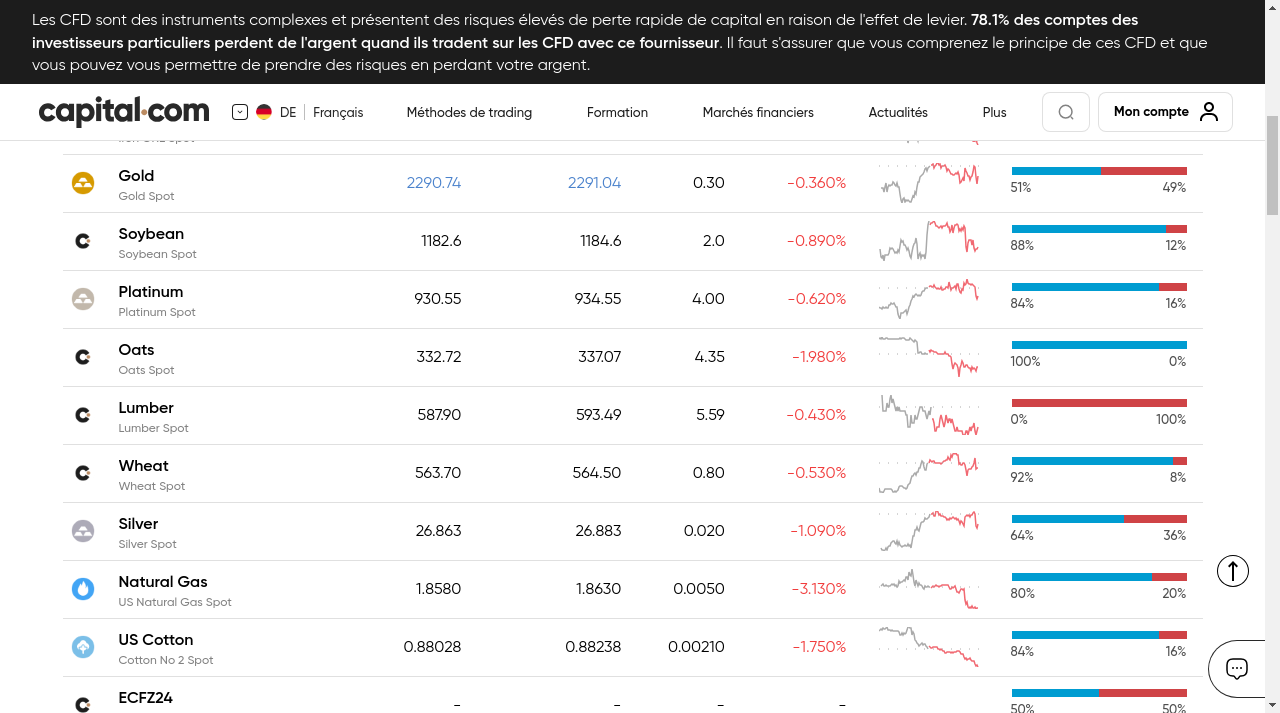 Les CFD sont des instruments complexes et présentent des risques élevés de perte rapide de capital en raison de l'effet de levier. 78.1% des comptes des
investisseurs particuliers perdent de l'argent quand ils tradent sur les CFD avec ce fournisseur. Il faut s'assurer que vous comprenez le principe de ces CFD et que
vous pouvez vous permettre de prendre des risques en perdant votre argent.
capital.com DE Français Méthodes de trading Formation Marchés financiers Actualités Plus Mon compte
Gold 2290.74 2291.04 0.30 -0.360%
Gold Spot 51% 49%
Soybean 1182.6 1184.6 2.0 -0.890%
Soybean Spot 88% 12%
Platinum 930.55 934.55 4.00 -0.620%
Platinum Spot 84% 16%
Oats 332.72 337.07 4.35 -1.980%
Oats Spot 100% 0%
Lumber 587.90 593.49 5.59 -0.430%
Lumber Spot 0% 100%
Wheat 563.70 564.50 0.80 -0.530%
Wheat Spot 92% 8%
Silver 26.863 26.883 0.020 -1.090%
Silver Spot 64% 36%
Natural Gas 1.8580 1.8630 0.0050 -3.130%
US Natural Gas Spot 80% 20%
US Cotton 0.88028 0.88238 0.00210 -1.750%
Cotton No 2 Spot 84% 16%
ECFZ24 - - - -
50% 50%